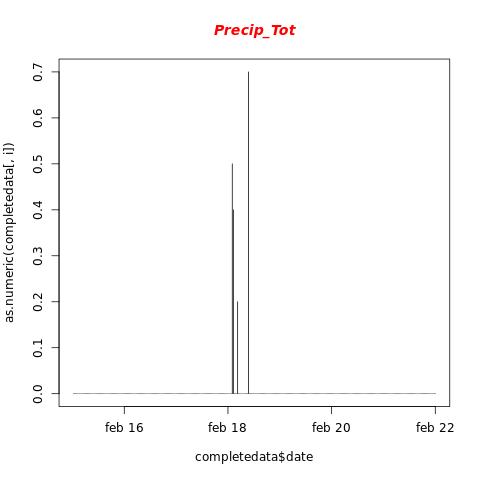 Precip_Tot
as.numeric(completedata[, i])
0.7
0.6
0.5
0.4
0.3
0.2
0.1
0.0
feb 16 feb 18 feb 20 feb 22
completedata$date